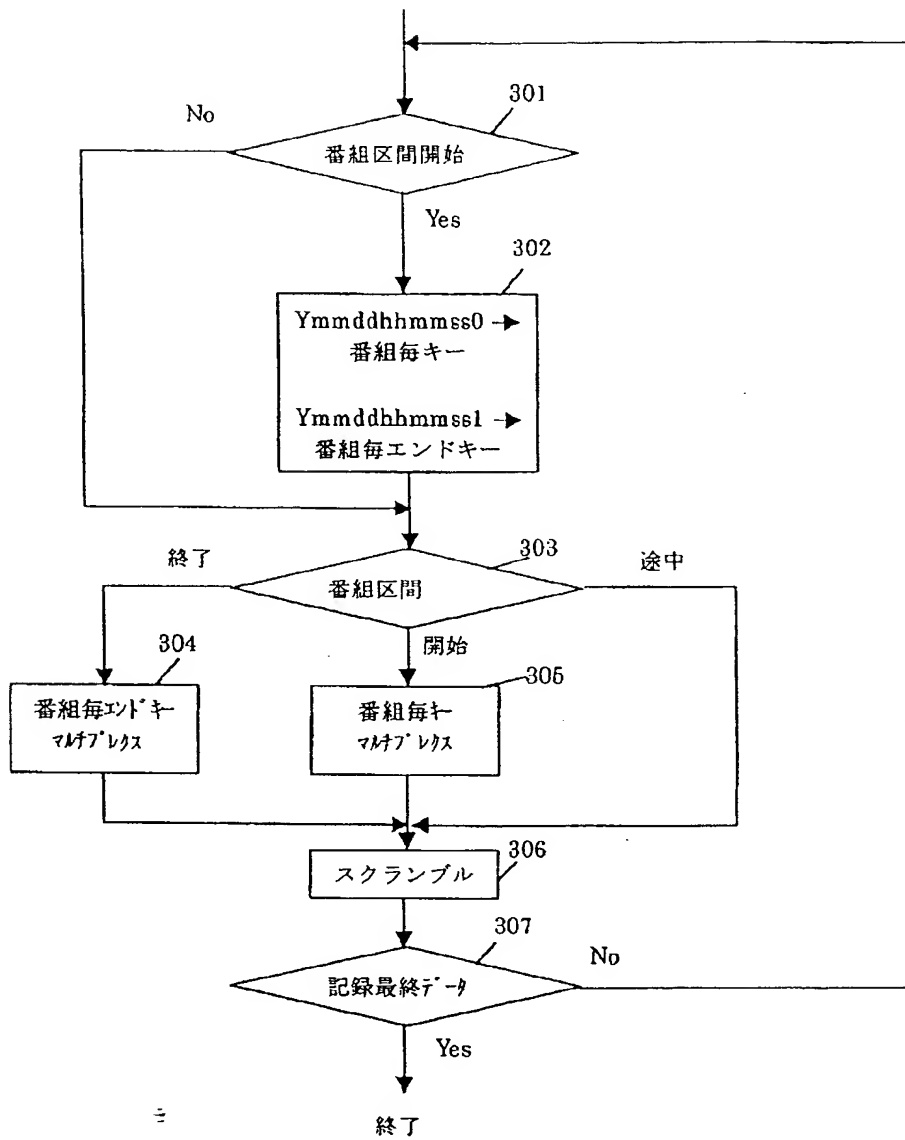 301
No
番組区間開始
Yes
302
Ymmddhhmmss0 →
番組毎キー
Ymmddhhmmss1 →
番組毎エンドキー
303
終了
途中
番組区間
304
開始
305
番組毎エンドキー
マルチプレクス
番組毎キー
マルチプレクス
306
スクランブル
307
No
記録最終データ
Yes
終了